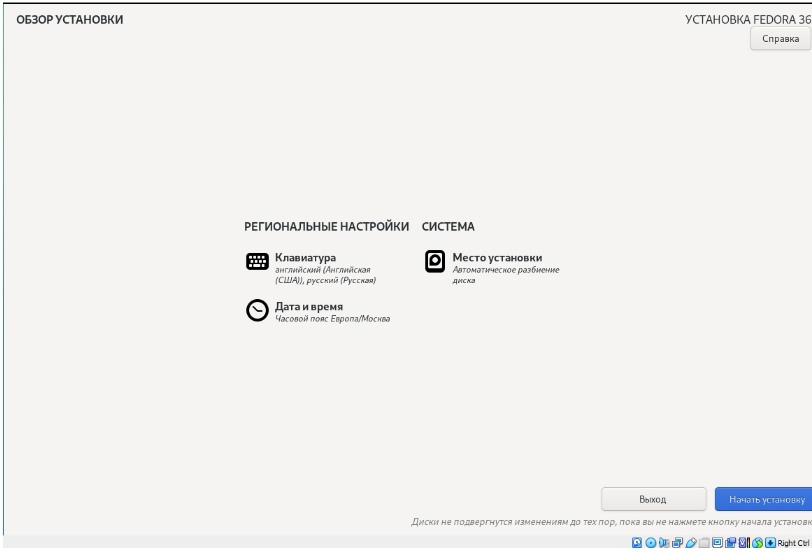 ОБЗОР УСТАНОВКИ
УСТАНОВКА FEDORA 36
Справка
РЕГИОНАЛЬНЫЕ НАСТРОЙКИ
Клавиатура
английский (Английская
(США)), русский (Русская)
Дата и время
Часовой пояс Европа/Москва
СИСТЕМА
Место установки
Автоматическое разбиение
диска
Выход
Начать установку
Диски не подвергнутся изменениям до тех пор, пока вы не нажмете кнопку начала установк
Right Ctrl